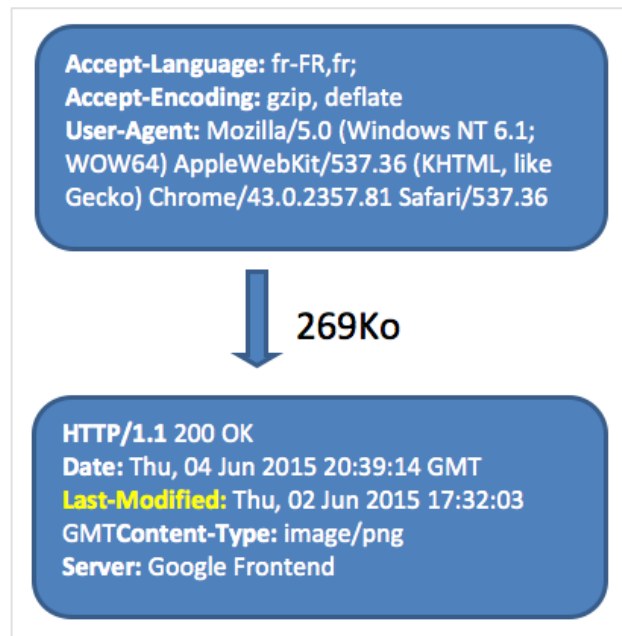 Accept-Language: fr-FR,fr;
Accept-Encoding: gzip, deflate
User-Agent: Mozilla/5.0 (Windows NT 6.1;
WOW64) AppleWebKit/537.36 (KHTML, like
Gecko) Chrome/43.0.2357.81 Safari/537.36
269Ko
HTTP/1.1 200 OK
Date: Thu, 04 Jun 2015 20:39:14 GMT
Last-Modified: Thu, 02 Jun 2015 17:32:03
GMTContent-Type: image/png
Server: Google Frontend